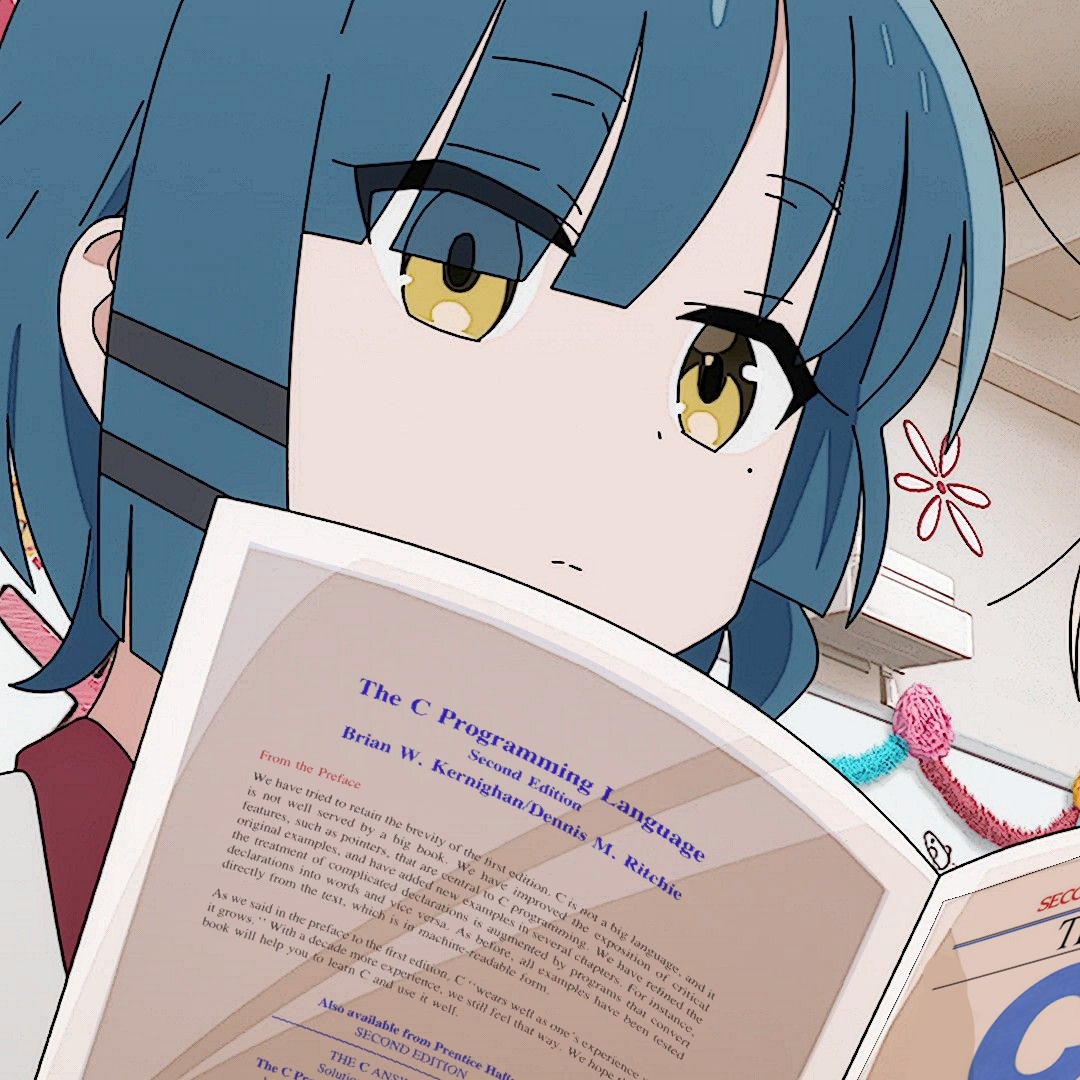 The C Programming Language
Second Edition
Brian W. Kernighan/Dennis M. Ritchie
From the Preface
We have tried to retain the brevity of the first edition. C is not a big language, and it
is not well served by a big book. We have improved the exposition of critical
features, such as pointers, that are central to C programming. We have refined the
original examples, and have added new examples in several chapters. For instance,
the treatment of complicated declarations is augmented by programs that convert
declarations into words and vice versa. As before, all examples have been tested
directly from the text, which is in machine-readable form.
As we said in the preface to the first edition, C "wears well as one's experience
it grows." With a decade more experience, we still feel that way. We hope
book will help you to learn C and use it well.
Also available from Prentice Hall
SECOND EDITION
THE C ANS
The C Pr
SECO
C